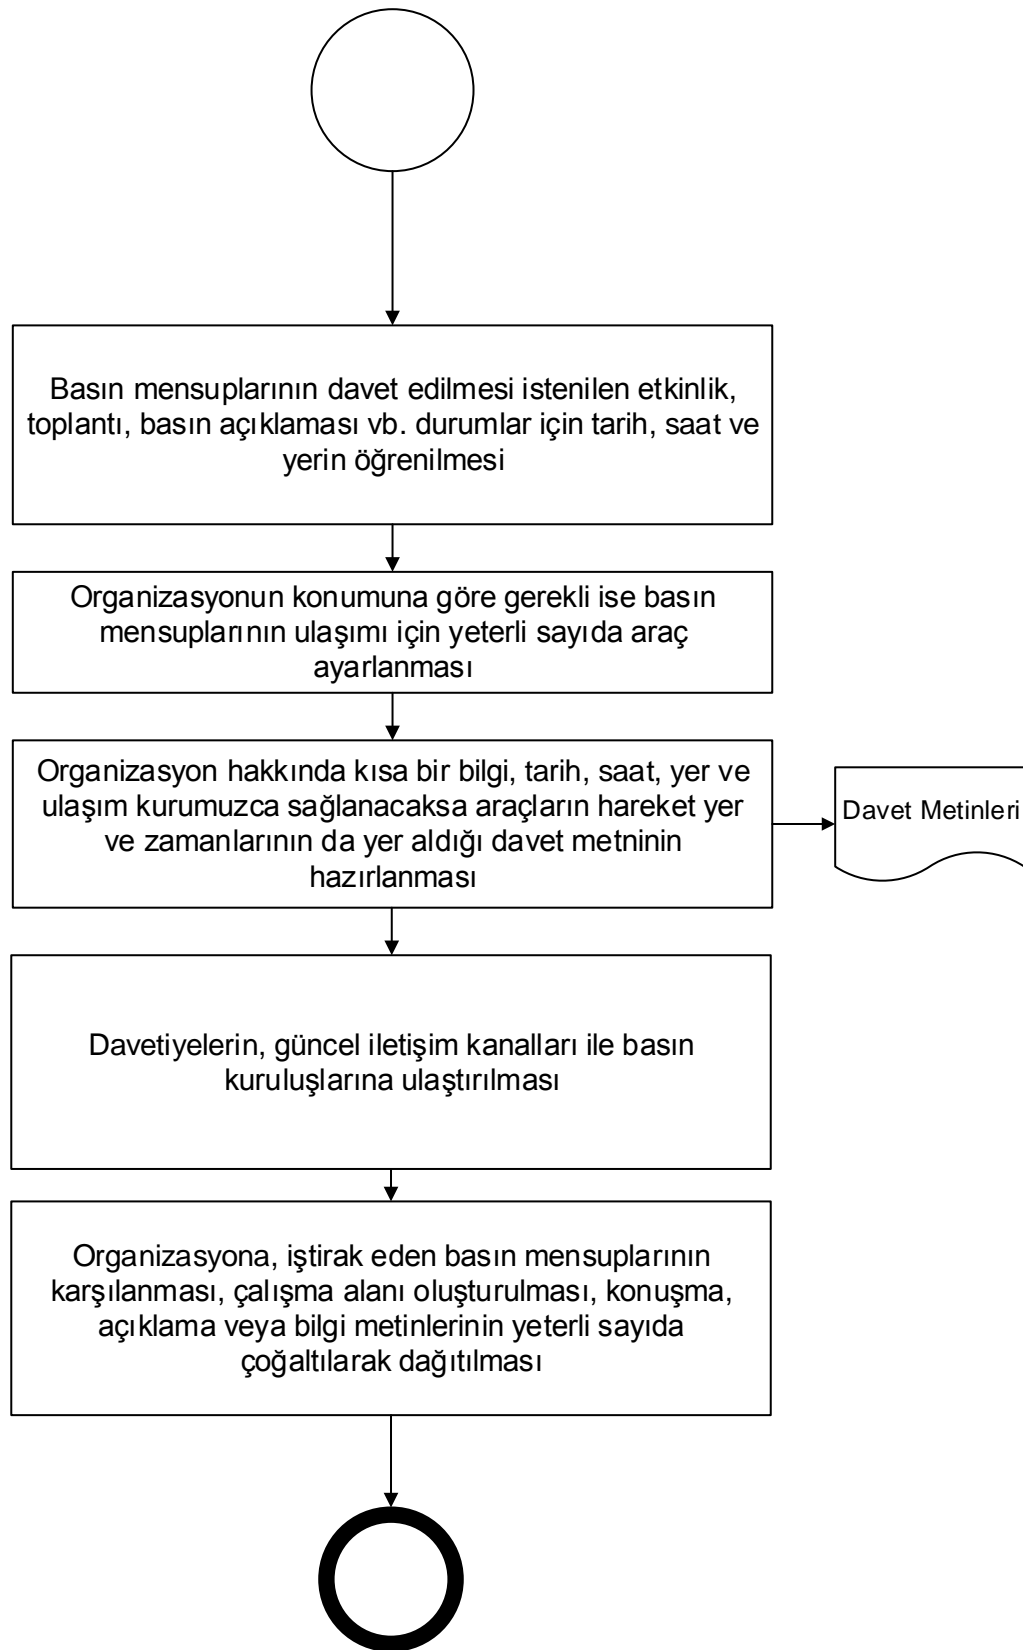 Basın mensuplarının davet edilmesi istenilen etkinlik,
toplantı, basın açıklaması vb. durumlar için tarih, saat ve
yerin öğrenilmesi
Organizasyonun konumuna göre gerekli ise basın
mensuplarının ulaşımı için yeterli sayıda araç
ayarlanması
Organizasyon hakkında kısa bir bilgi, tarih, saat, yer ve
ulaşım kurumuzca sağlanacaksa araçların hareket yer
ve zamanlarının da yer aldığı davet metninin
hazırlanması
Davet Metinleri
Davetiyelerin, güncel iletişim kanalları ile basın
kuruluşlarına ulaştırılması
Organizasyona, iştirak eden basın mensuplarının
karşılanması, çalışma alanı oluşturulması, konuşma,
açıklama veya bilgi metinlerinin yeterli sayıda
çoğaltılarak dağıtılması